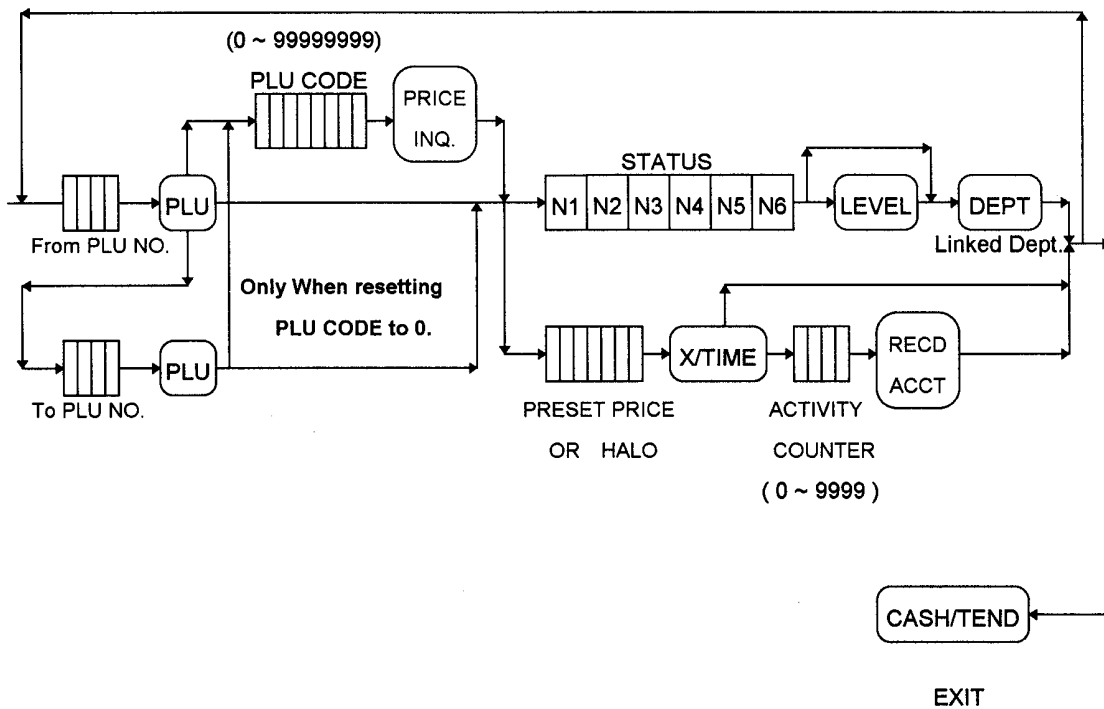 (0 ~ 99999999)
PLU CODE
PRICE
INQ.
STATUS
PLU
N1 N2 N3 N4 N5 N6
LEVEL
DEPT
From PLU NO.
Linked Dept.
Only When resetting
PLU CODE to 0.
PLU
X/TIME
RECD
ACCT
To PLU NO.
PRESET PRICE
OR HALO
ACTIVITY
COUNTER
( 0 ~ 9999 )
CASH/TEND
EXIT